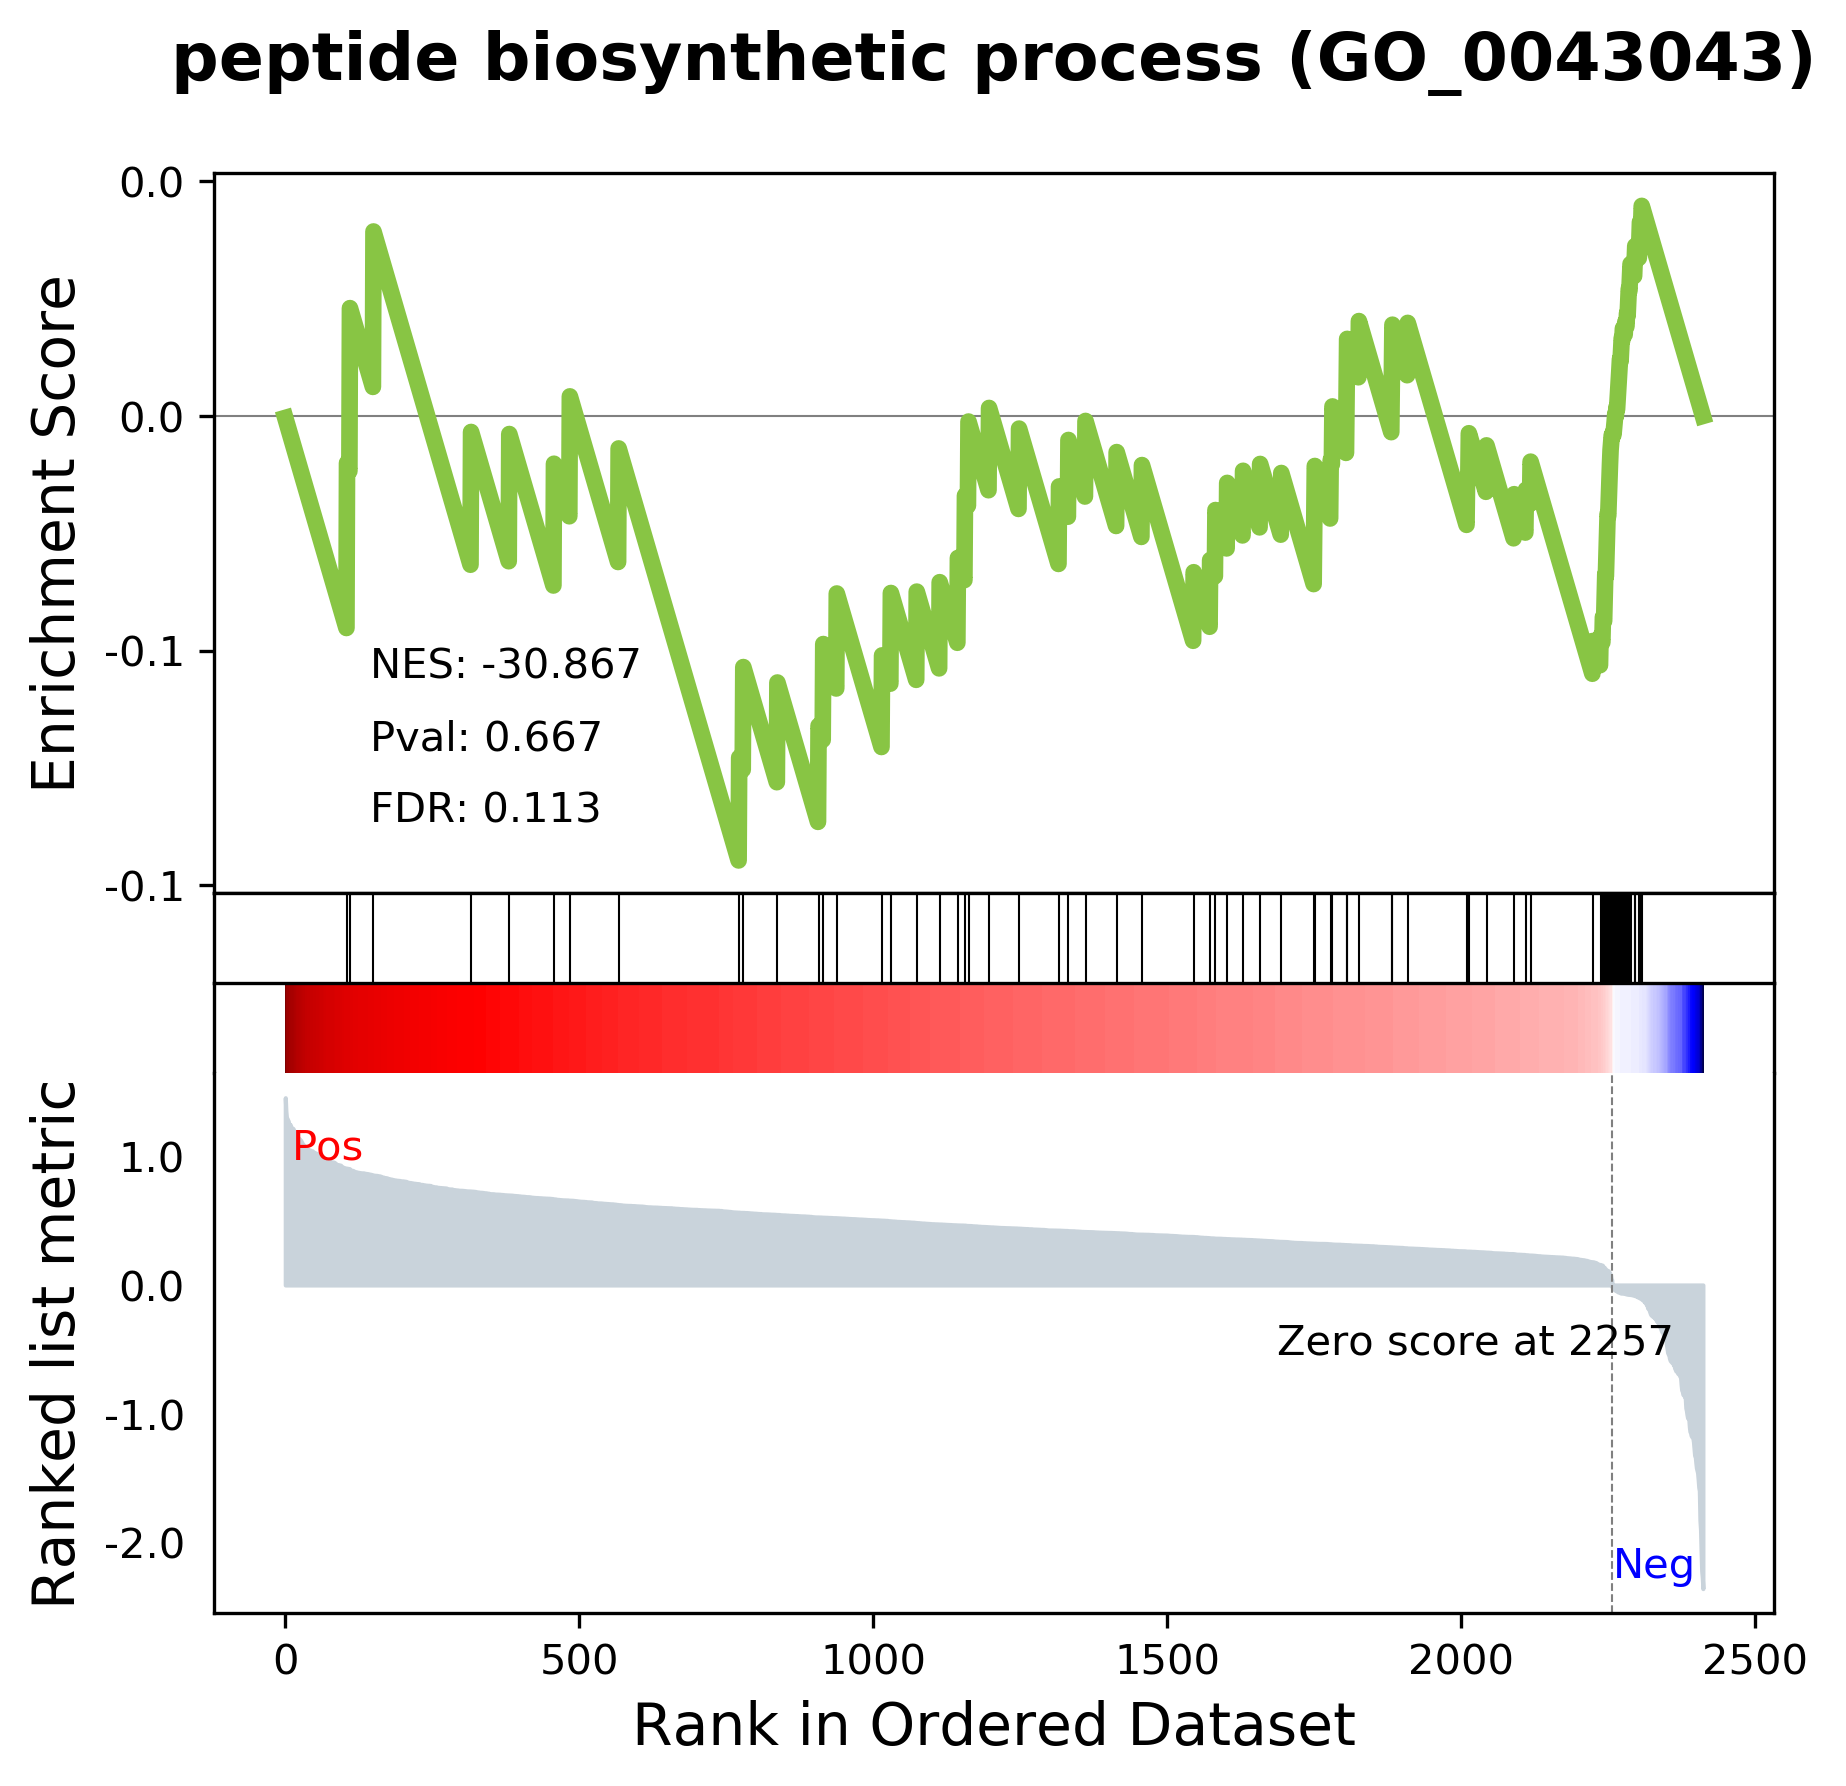 peptide biosynthetic process (GO_0043043)
Enrichment Score
0.0
0.0
-0.1
-0.1
NES: -30.867
Pval: 0.667
FDR: 0.113
Ranked list metric
1.0
0.0
-1.0
-2.0
Pos
Zero score at 2257
Neg
0 500 1000 1500 2000 2500
Rank in Ordered Dataset